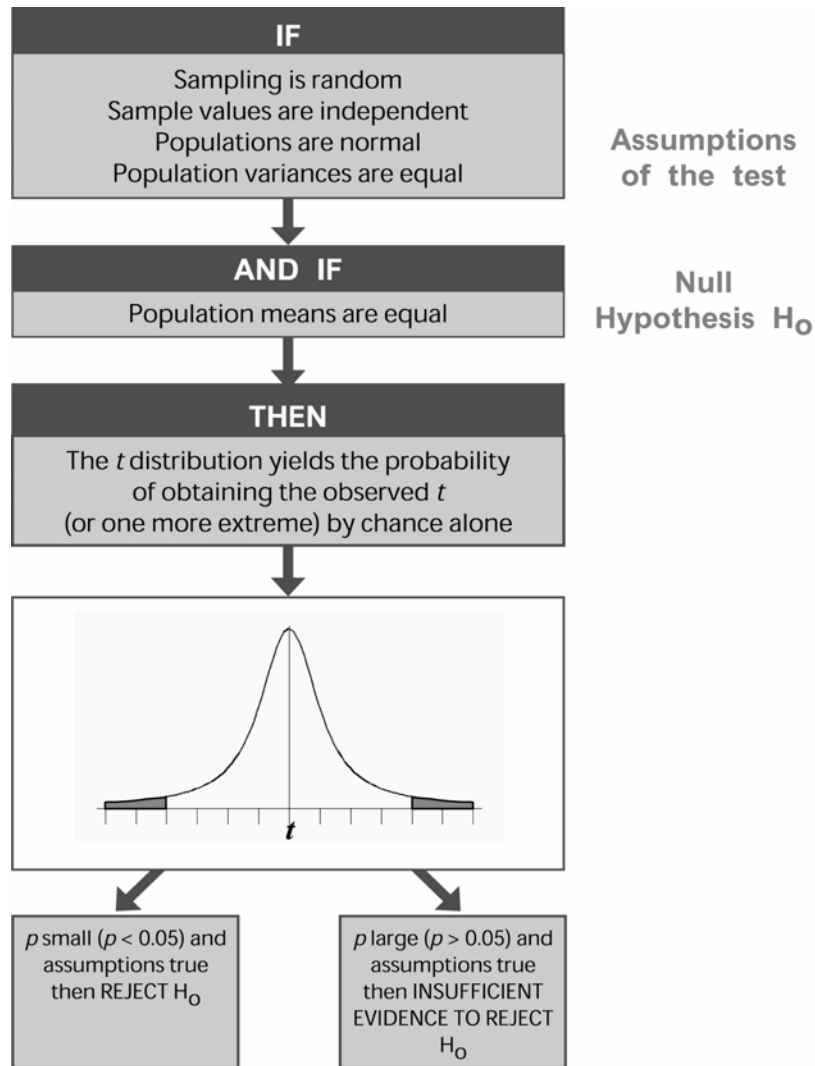 IF
Sampling is random
Sample values are independent
Populations are normal
Population variances are equal
Assumptions
of the test
AND IF
Population means are equal
Null
Hypothesis Ho
THEN
The t distribution yields the probability
of obtaining the observed t
(or one more extreme) by chance alone
t
p small (p < 0.05) and
assumptions true
then REJECT Ho
p large (p > 0.05) and
assumptions true
then INSUFFICIENT
EVIDENCE TO REJECT
Ho